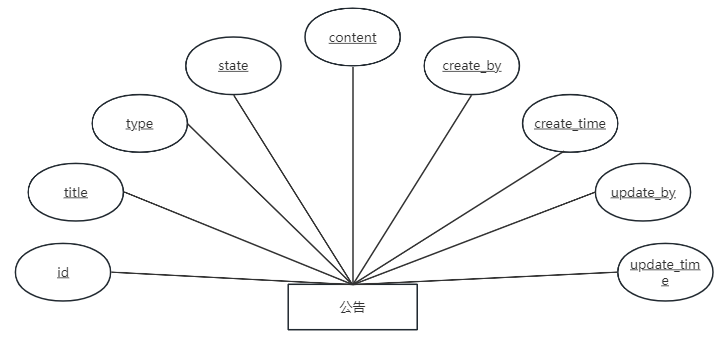 content
state
create_by
type
create_time
title
update_by
id
update_tim
e
公告